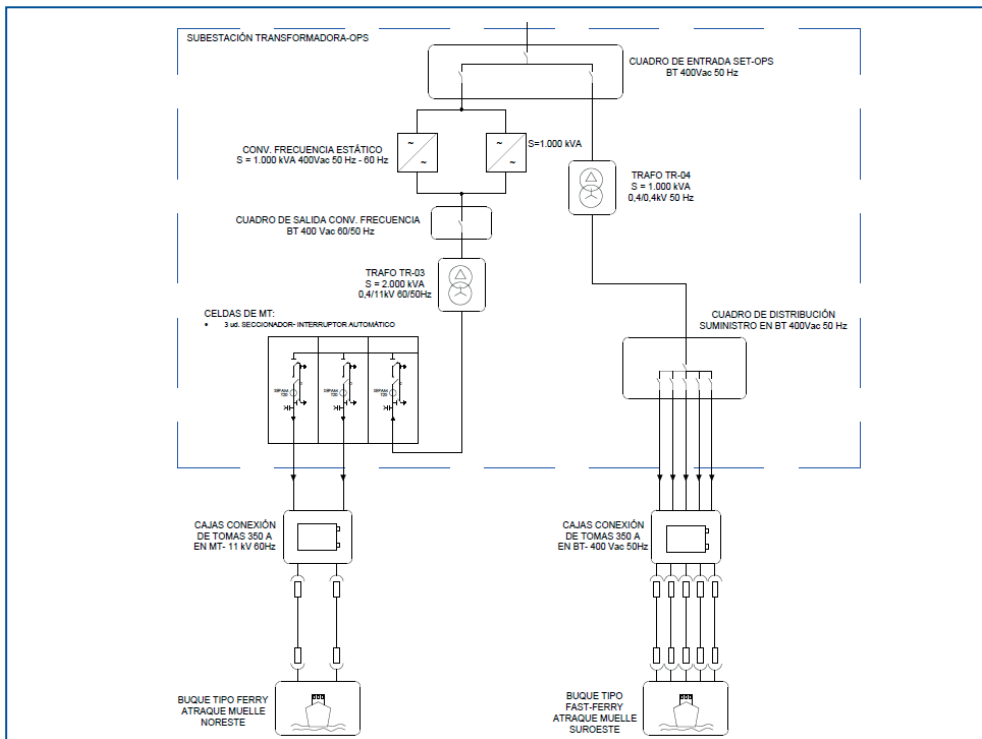 SUBESTACIÓN TRANSFORMADORA-OPS
CUADRO DE ENTRADA SET-OPS
BT 400Vac 50 Hz
CONV. FRECUENCIA ESTÁTICO
S = 1.000 kVA 400Vac 50 Hz - 60 Hz
~
~
~
~
S=1.000 kVA
TRAFO TR-04
S = 1.000 kVA
0,4/0,4kV 50 Hz
CUADRO DE SALIDA CONV. FRECUENCIA
BT 400 Vac 60/50 Hz
TRAFO TR-03
S = 2.000 kVA
0,4/11kV 60/50Hz
CELDAS DE MT:
• 3 ud. SECCIONADOR- INTERRUPTOR AUTOMÁTICO
CUADRO DE DISTRIBUCIÓN
SUMINISTRO EN BT 400Vac 50 Hz
CAJAS CONEXIÓN
DE TOMAS 350 A
EN MT- 11 kV 60Hz
CAJAS CONEXIÓN
DE TOMAS 350 A
EN BT- 400 Vac 50Hz
BUQUE TIPO FERRY
ATRAQUE MUELLE
NORESTE
BUQUE TIPO
FAST-FERRY
ATRAQUE MUELLE
SUROESTE